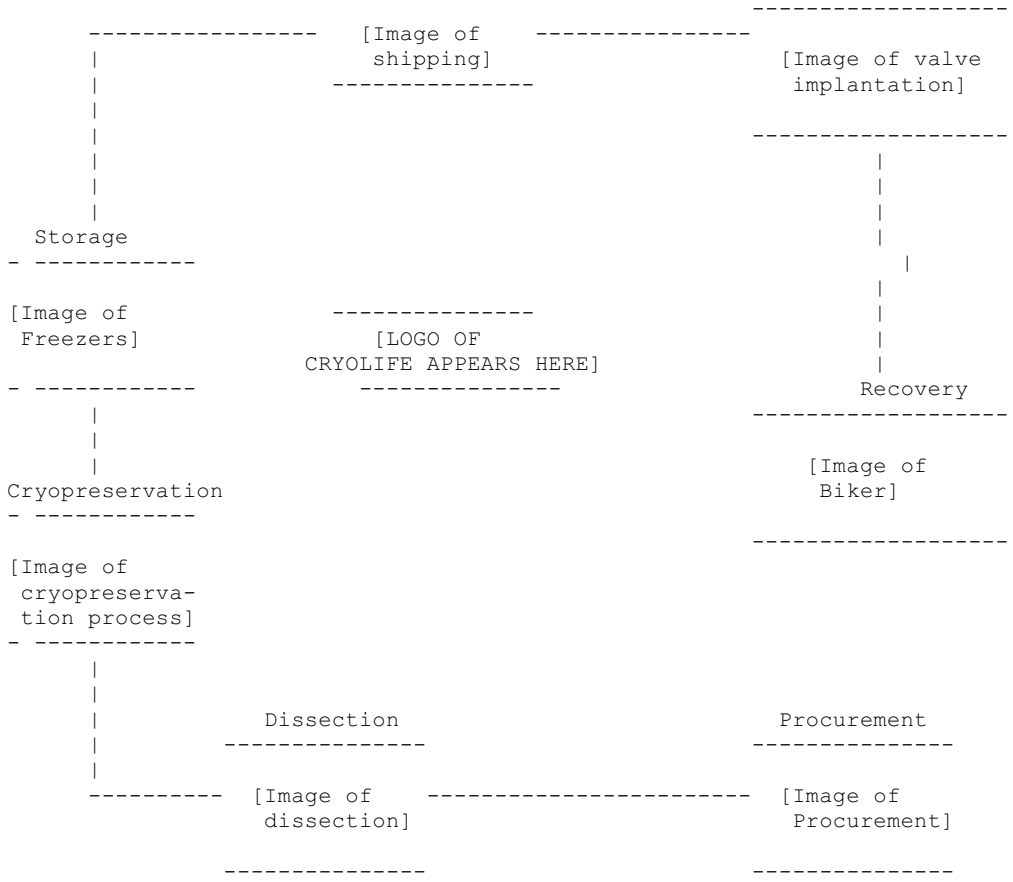 [Image of
shipping]
[Image of valve
implantation]
Storage
[Image of
Freezers]
[LOGO OF
CRYOLIFE APPEARS HERE]
Recovery
[Image of
Biker]
Cryopreservation
[Image of
cryopreserva-
tion process]
Dissection
Procurement
[Image of
dissection]
[Image of
Procurement]